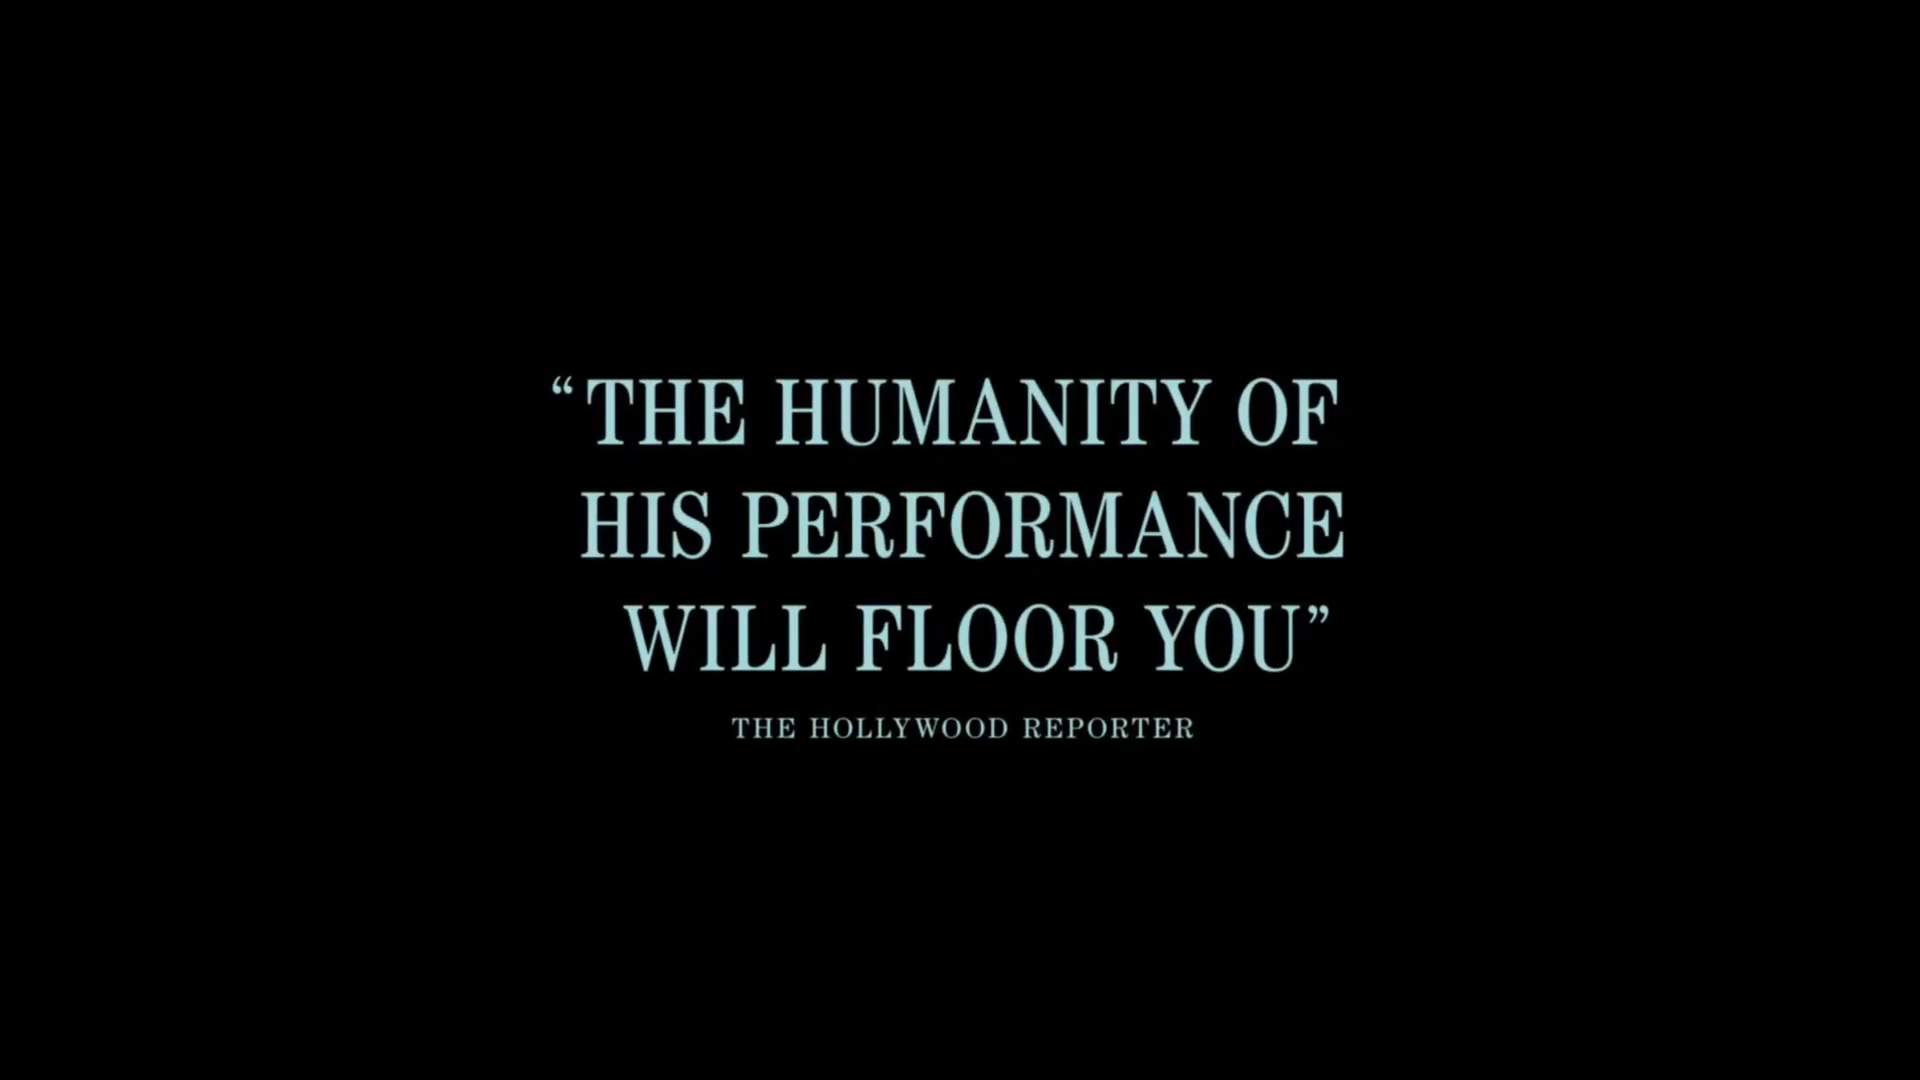 “THE HUMANITY OF
HIS PERFORMANCE
WILL FLOOR YOU”
THE HOLLYWOOD REPORTER